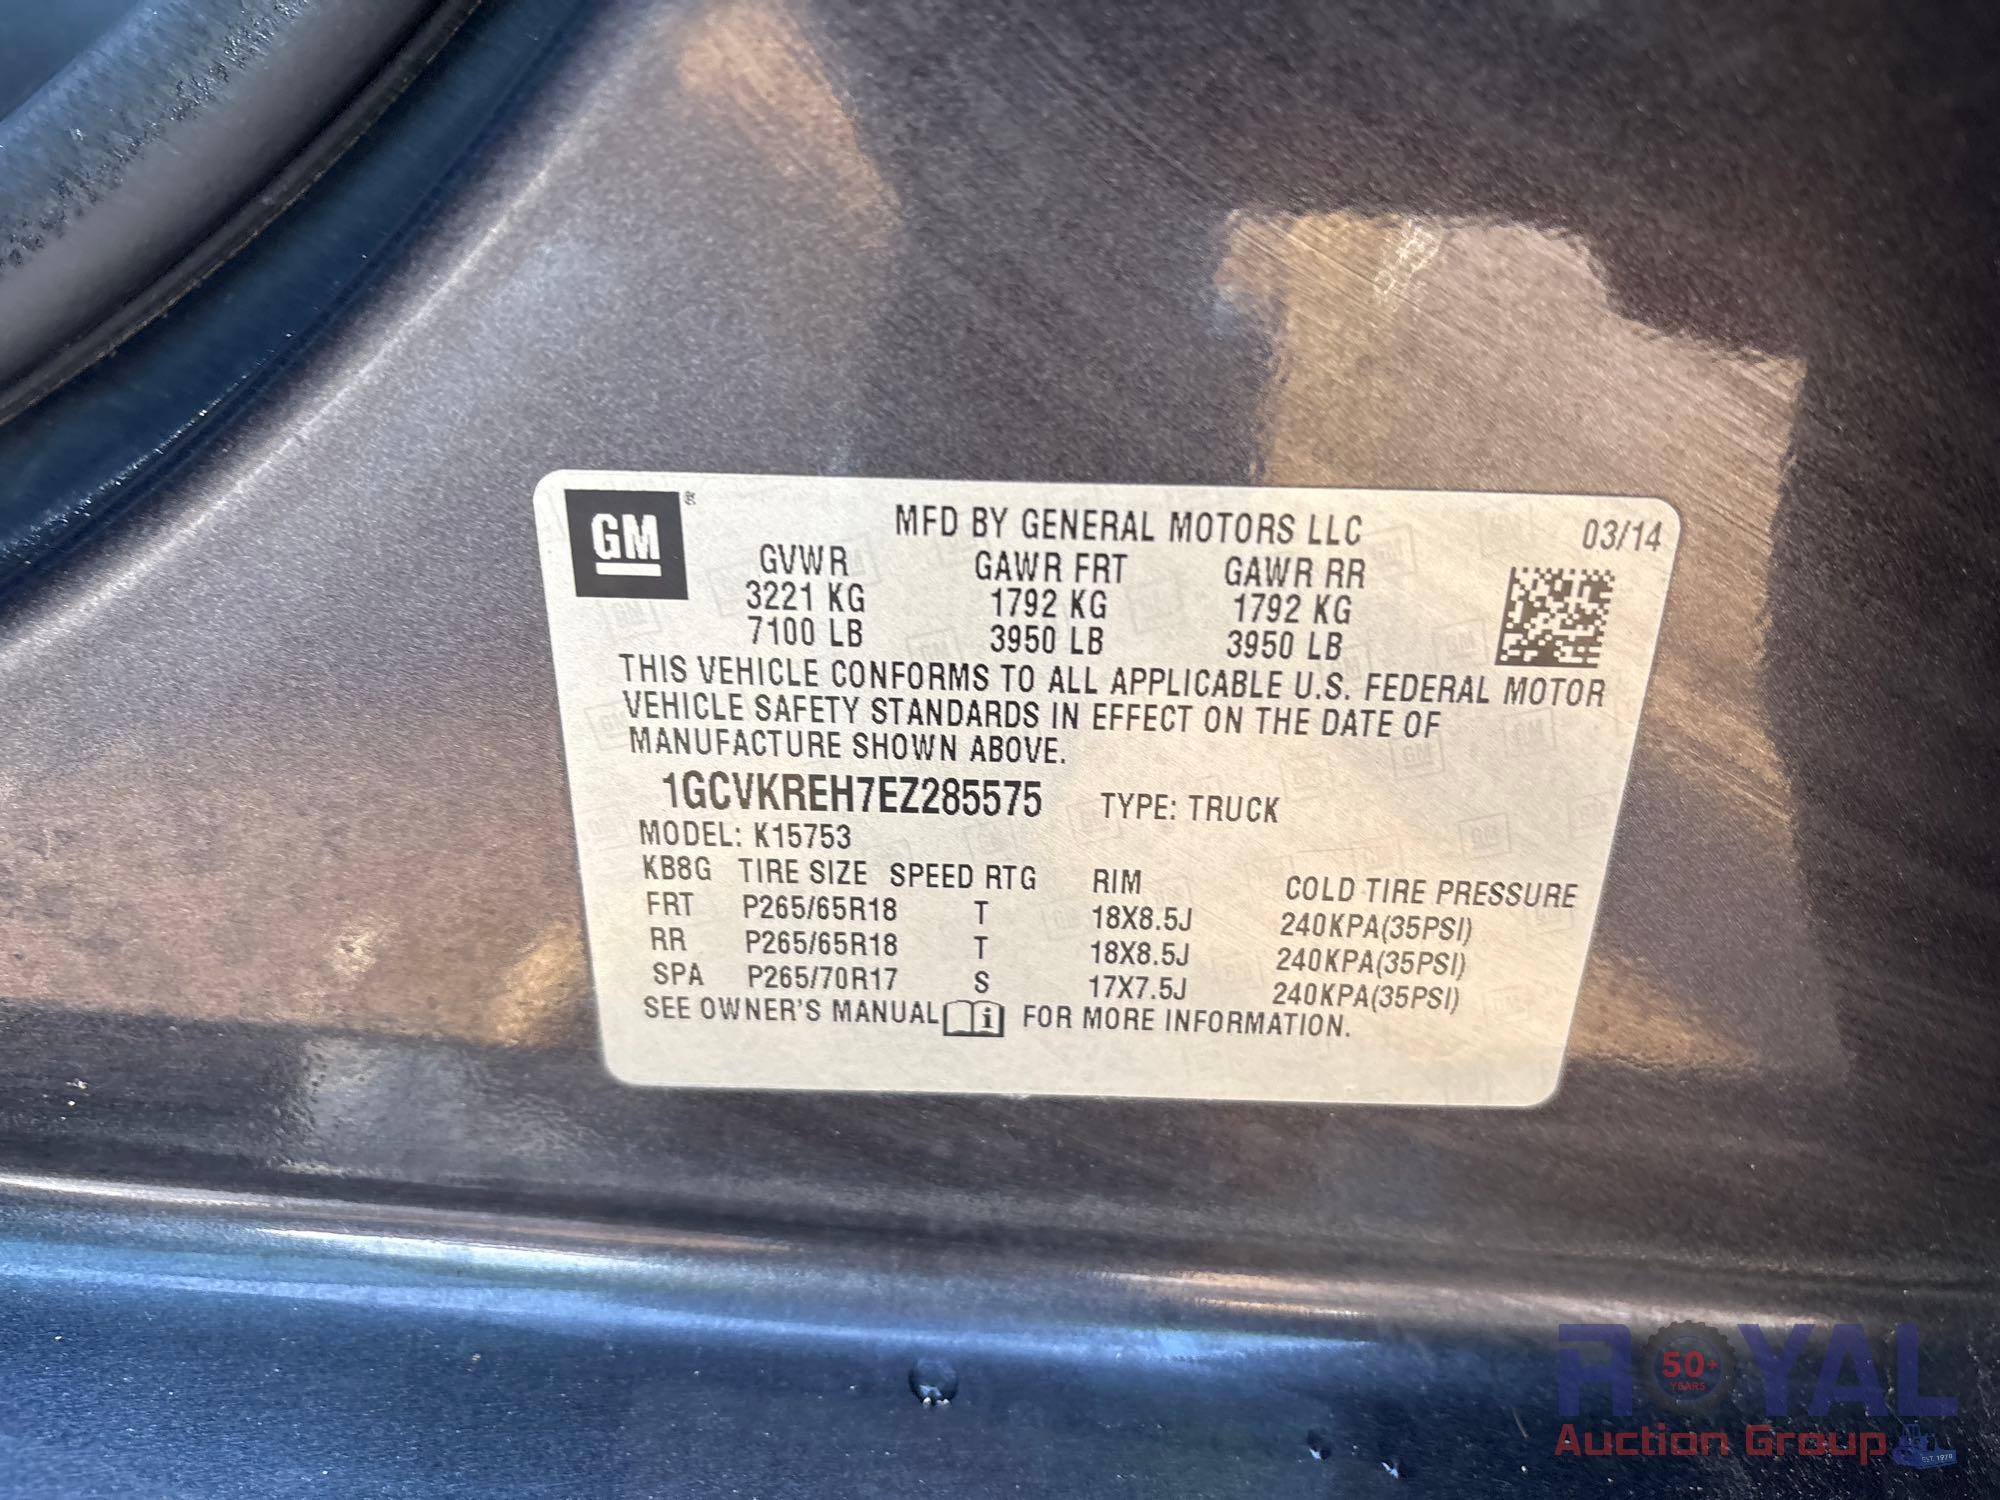 GM
MFD BY GENERAL MOTORS LLC 03/14
GVWR GAWR FRT GAWR RR
3221 KG 1792 KG 1792 KG
7100 LB 3950 LB 3950 LB
THIS VEHICLE CONFORMS TO ALL APPLICABLE U.S. FEDERAL MOTOR
VEHICLE SAFETY STANDARDS IN EFFECT ON THE DATE OF
MANUFACTURE SHOWN ABOVE.
1GCVKREH7EZ285575 TYPE: TRUCK
MODEL: K15753
KB8G TIRE SIZE SPEED RTG RIM COLD TIRE PRESSURE
FRT P265/65R18 T 18X8.5J 240KPA(35PSI)
RR P265/65R18 T 18X8.5J 240KPA(35PSI)
SPA P265/70R17 S 17X7.5J 240KPA(35PSI)
SEE OWNER'S MANUAL i FOR MORE INFORMATION.
ROYAL
50+
YEARS
Auction Group
EST. 1970